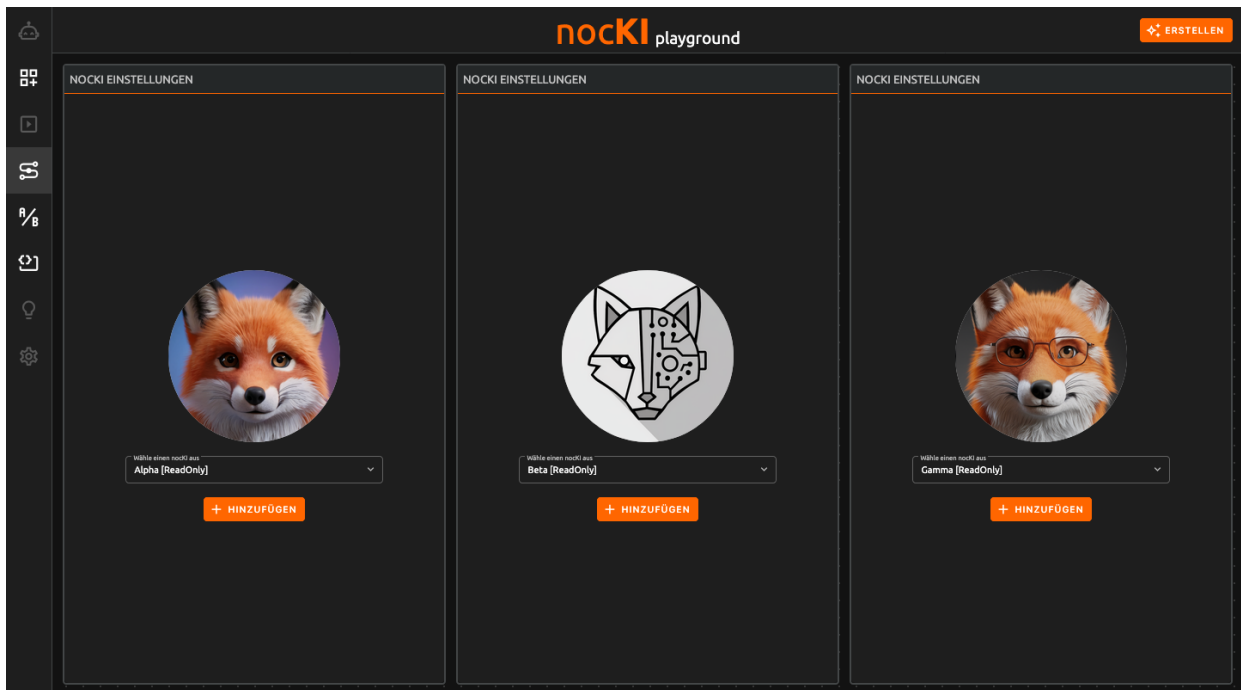 nocKI playground
ERSTELLEN
NOCKI EINSTELLUNGEN
Wähle einen nocKI aus
Alpha [ReadOnly]
+ HINZUFÜGEN
NOCKI EINSTELLUNGEN
Wähle einen nocKI aus
Beta [ReadOnly]
+ HINZUFÜGEN
NOCKI EINSTELLUNGEN
Wähle einen nocKI aus
Gamma [ReadOnly]
+ HINZUFÜGEN
A/B